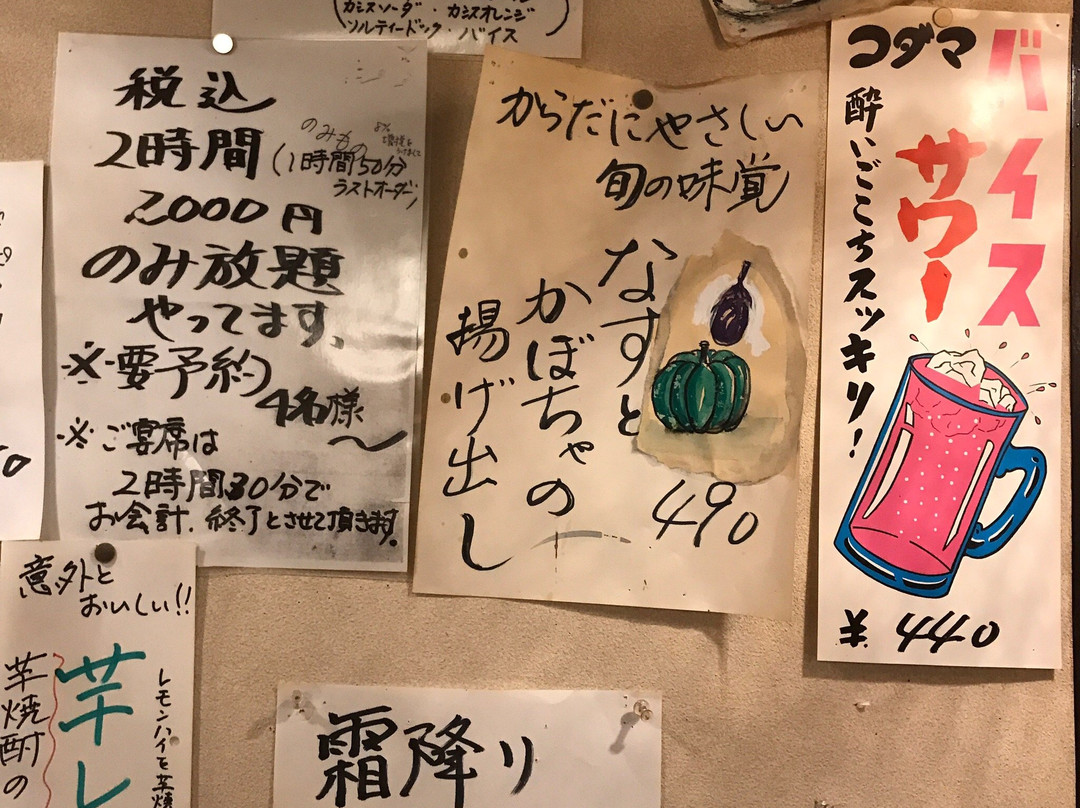 カシスソーダ・カシスオレンジ
ソルティードック・バイス
税込
2時間
のみもの
(1時間50分
ラストオーダー)
2000円
のみ放題
やってます。
※要予約
4名様〜
※ご宴席は
2時間30分で
お会計、終了とさせて頂きます。
からだにやさしい
旬の味覚
なすと
かぼちゃの
揚げ出し
490
コダマ
バイス
サワー
酔いごこちスッキリ!
¥440
意外と
おいしい!!
レモンハイを芋焼
芋レ
芋焼酎の
霜降り